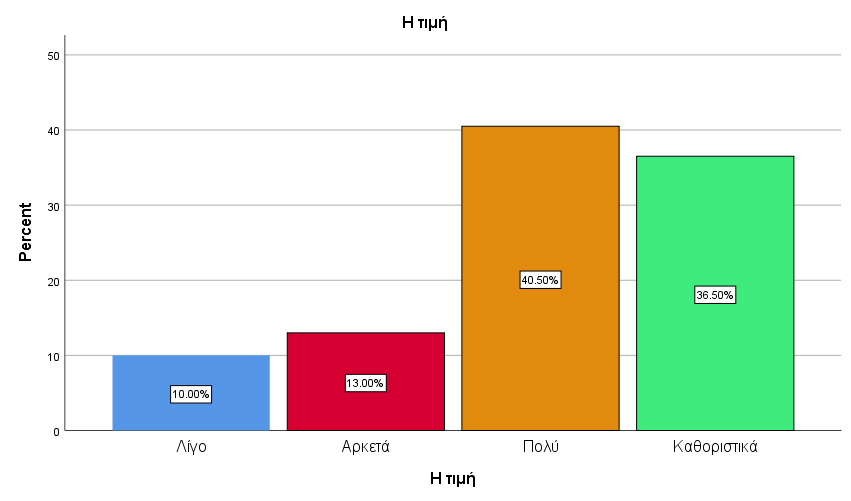 Η τιμή
50
40
30
20
10
0
Percent
10.00%
13.00%
40.50%
36.50%
Λίγο
Αρκετά
Πολύ
Καθοριστικά
Η τιμή